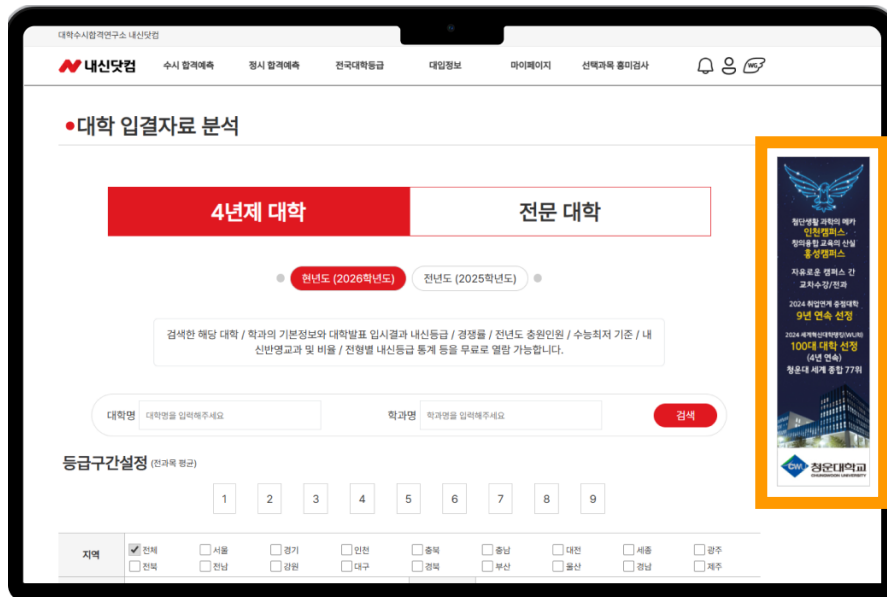 대학수시합격연구소 내신닷컴
내신닷컴
수시 합격예측
정시 합격예측
전국대학등급
대입정보
마이페이지
선택과목 흥미검사
대학 입결자료 분석
4년제 대학
전문 대학
현년도 (2026학년도)
전년도 (2025학년도)
검색한 해당 대학 / 학과의 기본정보와 대학발표 입시결과 내신등급 / 경쟁률 / 전년도 충원인원 / 수능최저 기준 / 내
신반영교과 및 비율 / 전형별 내신등급 통계 등을 무료로 열람 가능합니다.
대학명 대학명을 입력해주세요
학과명 학과명을 입력해주세요
검색
등급구간설정 (전과목 평균)
1 2 3 4 5 6 7 8 9
지역
전체 서울 경기 인천 충북 충남 대전 세종 광주
전북 전남 강원 대구 경북 부산 울산 경남 제주
첨단생활 과학의 메카
인천캠퍼스
창의융합 교육의 산실
홍성캠퍼스
자유로운 캠퍼스 간
교차수강/전과
2024 취업연계 중점대학
9년 연속 선정
2024 세계혁신대학랭킹(WURI)
100대 대학 선정
(4년 연속)
청운대 세계 종합 77위
CWU 청운대학교
CHUNGWOON UNIVERSITY